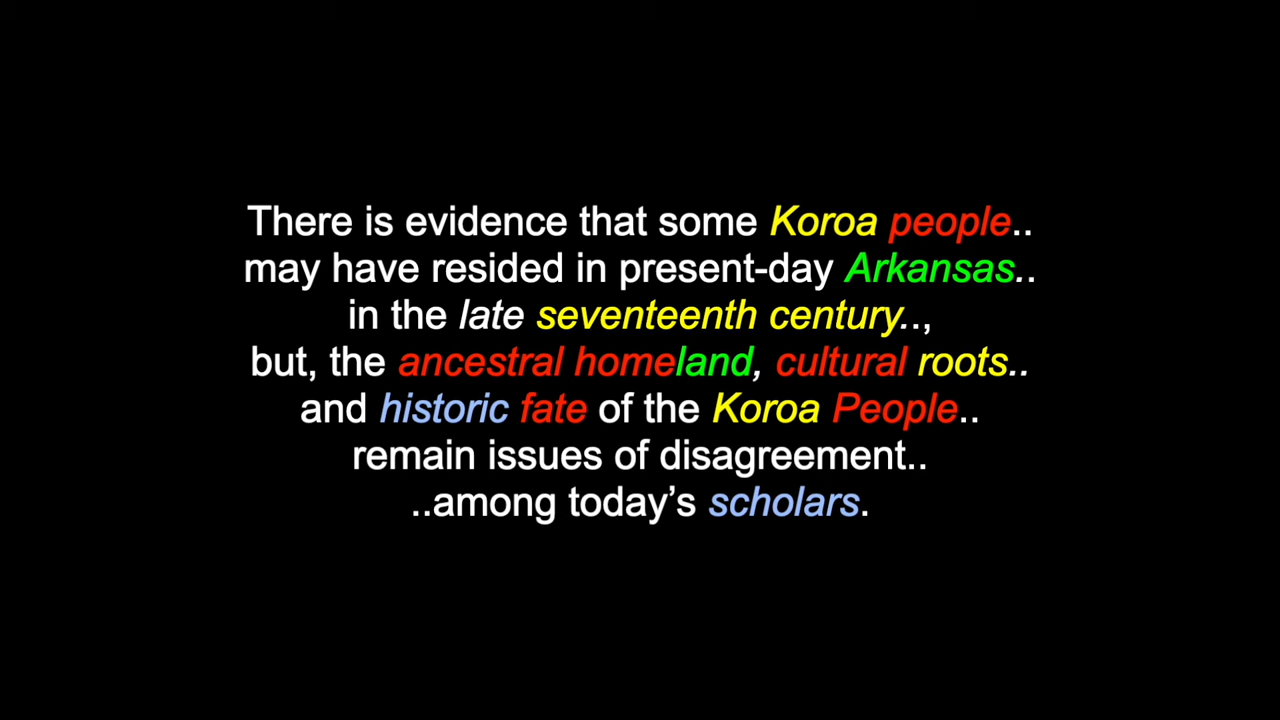 There is evidence that some Koroa people..
may have resided in present-day Arkansas..
in the late seventeenth century..,
but, the ancestral homeland, cultural roots..
and historic fate of the Koroa People..
remain issues of disagreement..
..among today’s scholars.